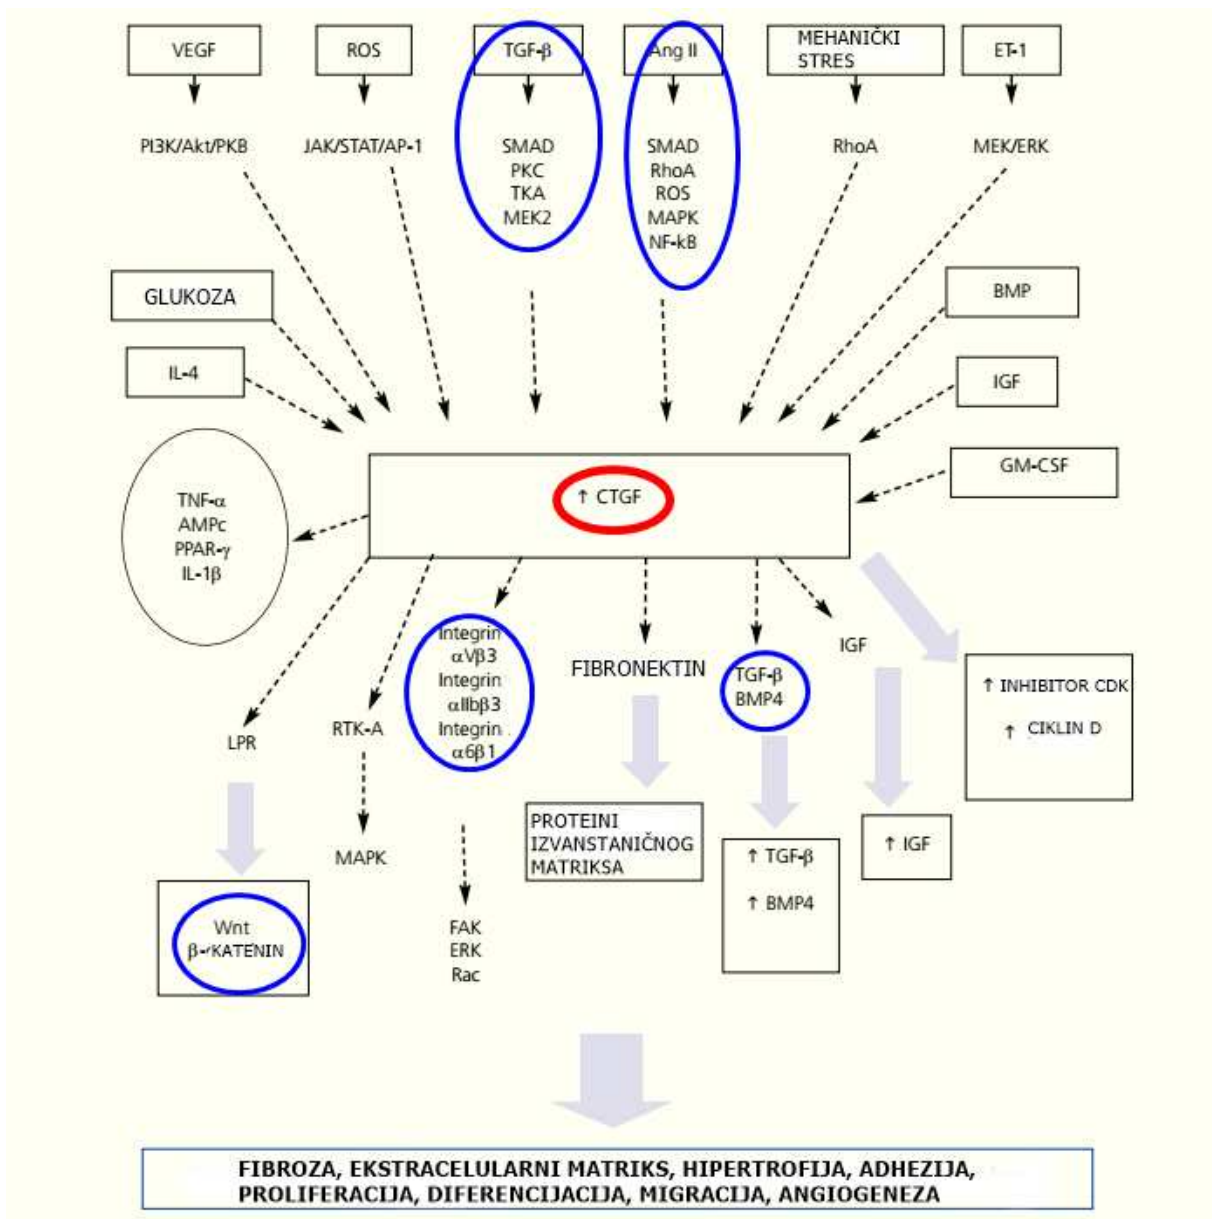 VEGF
ROS
TGF-β
Ang II
MEHANIČKI
STRES
ET-1
PI3K/Akt/PKB
JAK/STAT/AP-1
SMAD
PKC
TKA
MEK2
SMAD
RhoA
ROS
MAPK
NF-kB
RhoA
MEK/ERK
GLUKOZA
BMP
IL-4
IGF
GM-CSF
↑ CTGF
TNF-α
AMPc
PPAR-γ
IL-1β
Integrin
αVβ3
Integrin
αIIbβ3
Integrin
α6β1
FIBRONEKTIN
TGF-β
BMP4
IGF
↑ INHIBITOR CDK
↑ CIKLIN D
LPR
RTK-A
PROTEINI
IZVANSTANIČNOG
MATRIKSA
↑ TGF-β
↑ BMP4
↑ IGF
MAPK
Wnt
β-KATENIN
FAK
ERK
Rac
FIBROZA, EKSTRACELULARNI MATRIKS, HIPERTROFIJA, ADHEZIJA,
PROLIFERACIJA, DIFERENCIJACIJA, MIGRACIJA, ANGIOGENEZA